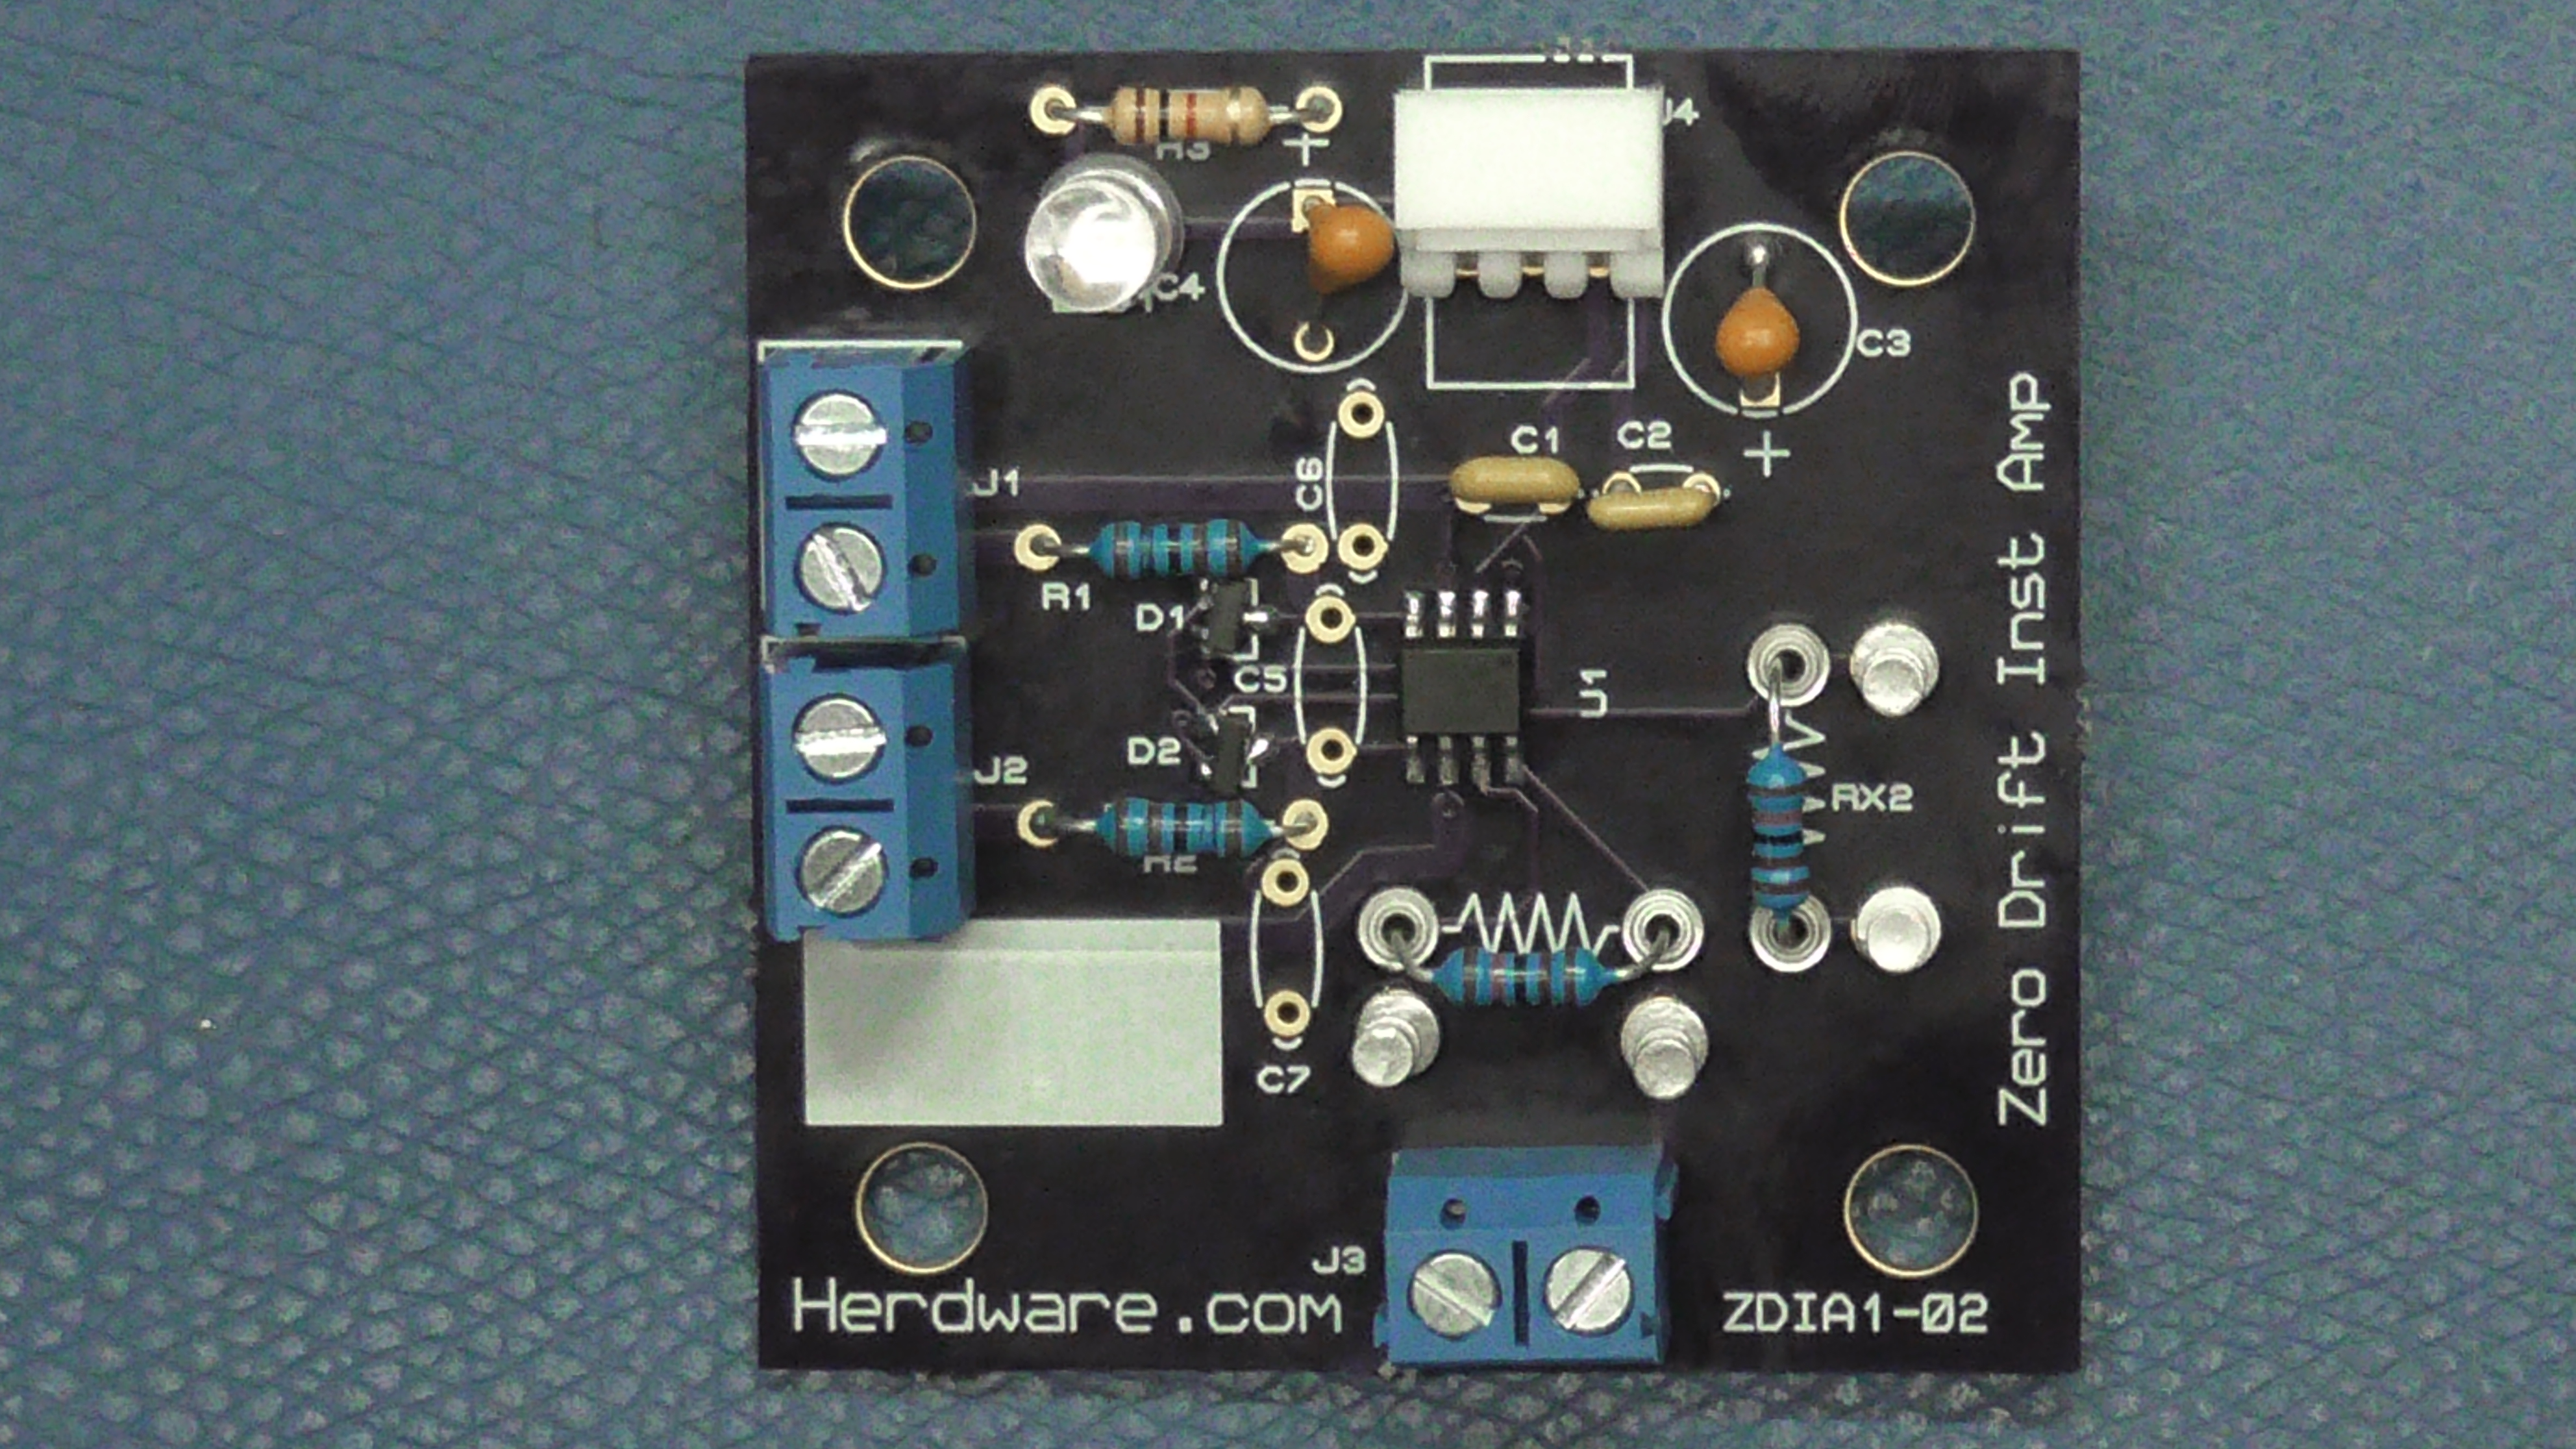 R3
J4
C4
C3
C1
C2
C6
J1
R1
D1
C5
U1
D2
J2
RX2
R2
C7
Zero Drift Inst Amp
J3
Herdware.com
ZDIA1-02